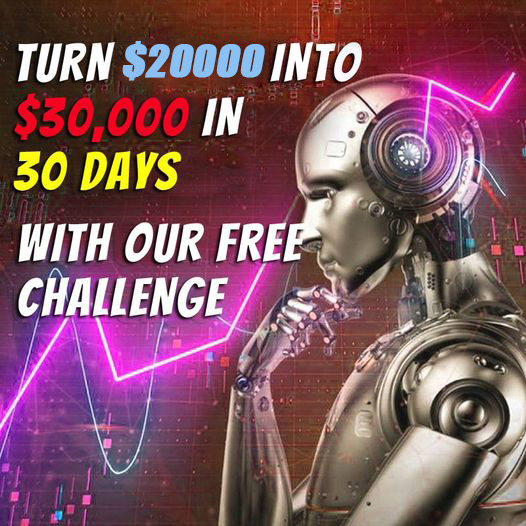 TURN $20000 INTO
$30,000 IN
30 DAYS
WITH OUR FREE
CHALLENGE